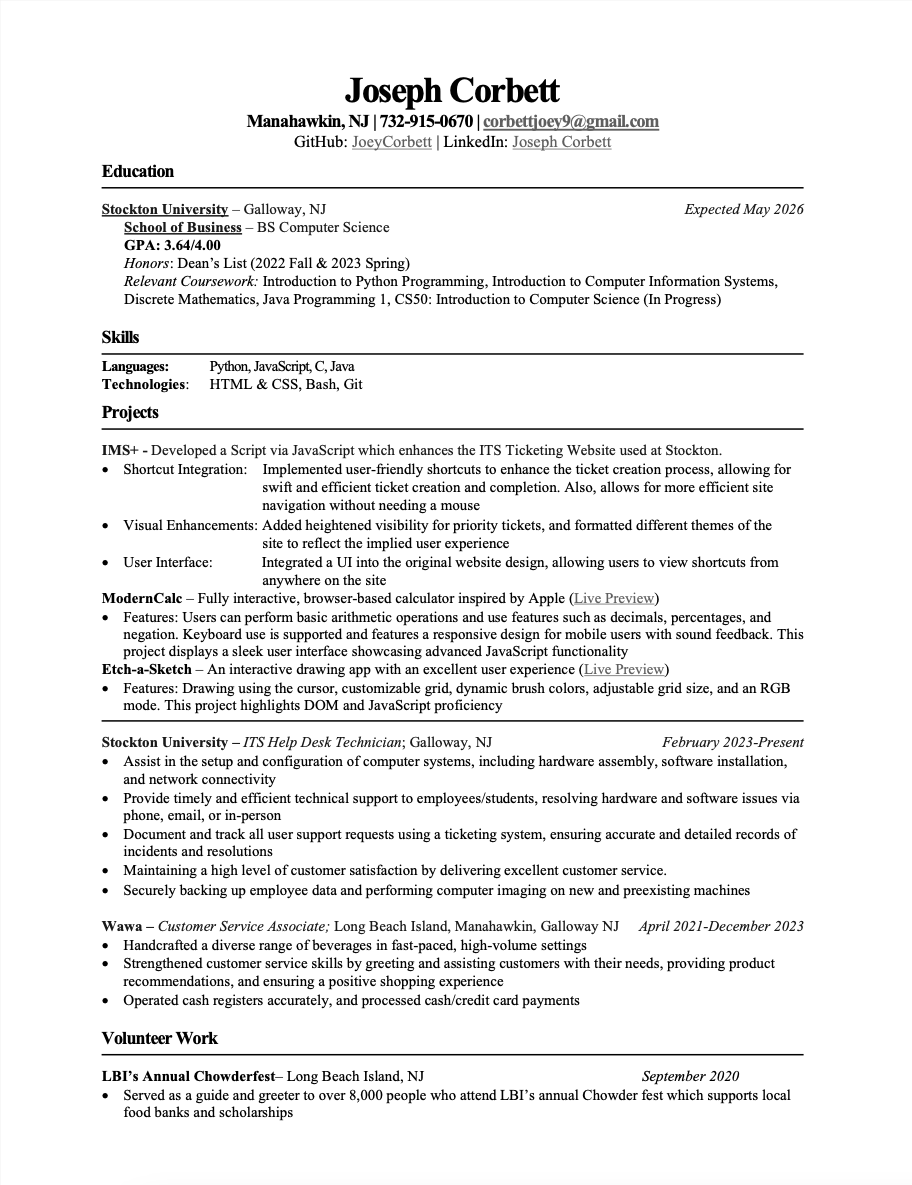 Joseph Corbett
Manahawkin, NJ | 732-915-0670 | corbettjoey9@gmail.com
GitHub: JoeyCorbett | LinkedIn: Joseph Corbett
Education
Stockton University – Galloway, NJ Expected May 2026
School of Business – BS Computer Science
GPA: 3.64/4.00
Honors: Dean’s List (2022 Fall & 2023 Spring)
Relevant Coursework: Introduction to Python Programming, Introduction to Computer Information Systems,
Discrete Mathematics, Java Programming 1, CS50: Introduction to Computer Science (In Progress)
Skills
Languages: Python, JavaScript, C, Java
Technologies: HTML & CSS, Bash, Git
Projects
IMS+ - Developed a Script via JavaScript which enhances the ITS Ticketing Website used at Stockton.
• Shortcut Integration: Implemented user-friendly shortcuts to enhance the ticket creation process, allowing for
swift and efficient ticket creation and completion. Also, allows for more efficient site
navigation without needing a mouse
• Visual Enhancements: Added heightened visibility for priority tickets, and formatted different themes of the
site to reflect the implied user experience
• User Interface: Integrated a UI into the original website design, allowing users to view shortcuts from
anywhere on the site
ModernCalc – Fully interactive, browser-based calculator inspired by Apple (Live Preview)
• Features: Users can perform basic arithmetic operations and use features such as decimals, percentages, and
negation. Keyboard use is supported and features a responsive design for mobile users with sound feedback. This
project displays a sleek user interface showcasing advanced JavaScript functionality
Etch-a-Sketch – An interactive drawing app with an excellent user experience (Live Preview)
• Features: Drawing using the cursor, customizable grid, dynamic brush colors, adjustable grid size, and an RGB
mode. This project highlights DOM and JavaScript proficiency
Stockton University – ITS Help Desk Technician; Galloway, NJ February 2023-Present
• Assist in the setup and configuration of computer systems, including hardware assembly, software installation,
and network connectivity
• Provide timely and efficient technical support to employees/students, resolving hardware and software issues via
phone, email, or in-person
• Document and track all user support requests using a ticketing system, ensuring accurate and detailed records of
incidents and resolutions
• Maintaining a high level of customer satisfaction by delivering excellent customer service.
• Securely backing up employee data and performing computer imaging on new and preexisting machines
Wawa – Customer Service Associate; Long Beach Island, Manahawkin, Galloway NJ April 2021-December 2023
• Handcrafted a diverse range of beverages in fast-paced, high-volume settings
• Strengthened customer service skills by greeting and assisting customers with their needs, providing product
recommendations, and ensuring a positive shopping experience
• Operated cash registers accurately, and processed cash/credit card payments
Volunteer Work
LBI’s Annual Chowderfest– Long Beach Island, NJ September 2020
• Served as a guide and greeter to over 8,000 people who attend LBI’s annual Chowder fest which supports local
food banks and scholarships